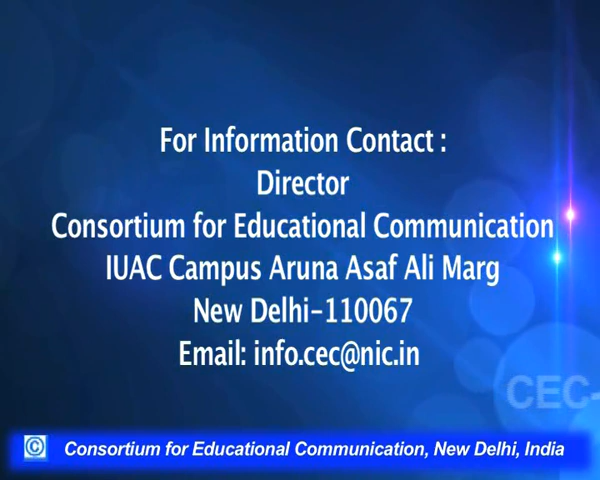 For Information Contact :
Director
Consortium for Educational Communication
IUAC Campus Aruna Asaf Ali Marg
New Delhi-110067
Email: info.cec@nic.in
CEC-
© Consortium for Educational Communication, New Delhi, India